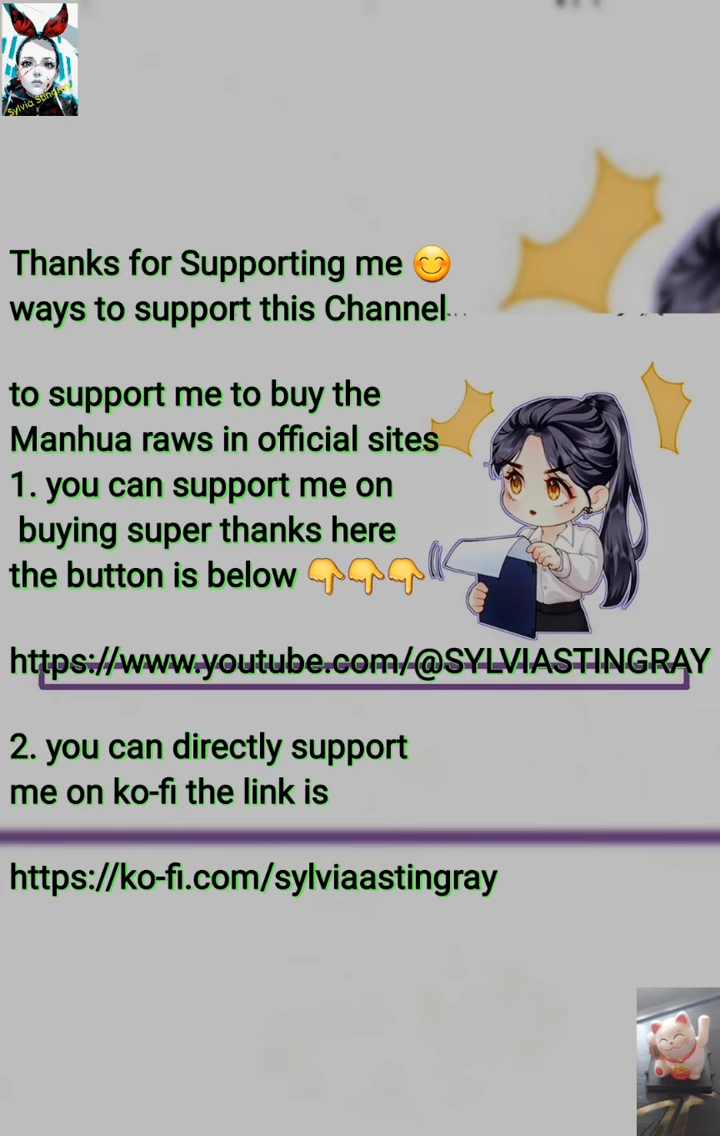 Sylvia Stingray
Thanks for Supporting me 😊
ways to support this Channel
to support me to buy the
Manhua raws in official sites
1. you can support me on
buying super thanks here
the button is below 👇👇👇
https://www.youtube.com/@SYLVIASTINGRAY
2. you can directly support
me on ko-fi the link is
https://ko-fi.com/sylviaastingray